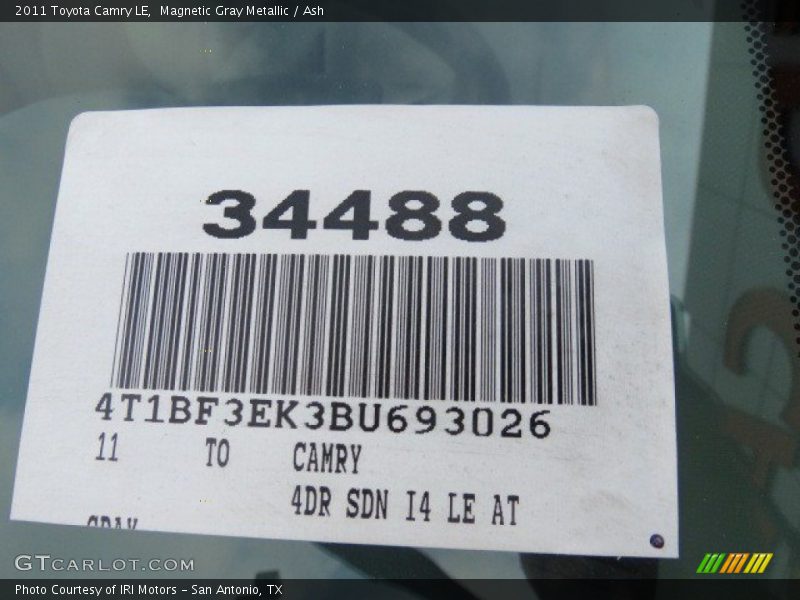 2011 Toyota Camry LE, Magnetic Gray Metallic / Ash
34488
4T1BF3EK3BU693026
11 TO CAMRY
4DR SDN I4 LE AT
GRAY
GTCARLOT.COM
Photo Courtesy of IRI Motors – San Antonio, TX